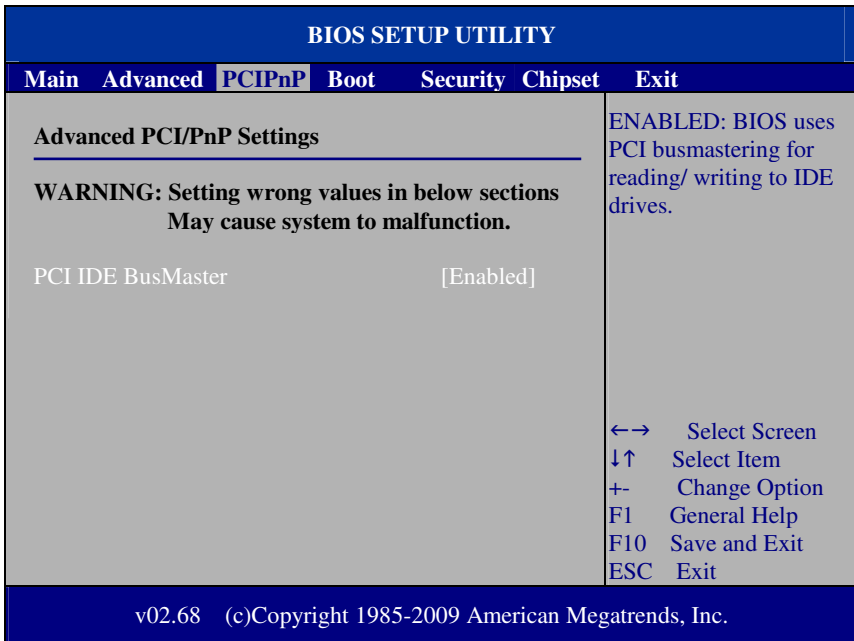 BIOS SETUP UTILITY
Main Advanced PCIPnP Boot Security Chipset Exit
Advanced PCI/PnP Settings
WARNING: Setting wrong values in below sections
May cause system to malfunction.
PCI IDE BusMaster [Enabled]
ENABLED: BIOS uses
PCI busmastering for
reading/ writing to IDE
drives.
←→ Select Screen
↓↑ Select Item
+- Change Option
F1 General Help
F10 Save and Exit
ESC Exit
v02.68 (c)Copyright 1985-2009 American Megatrends, Inc.